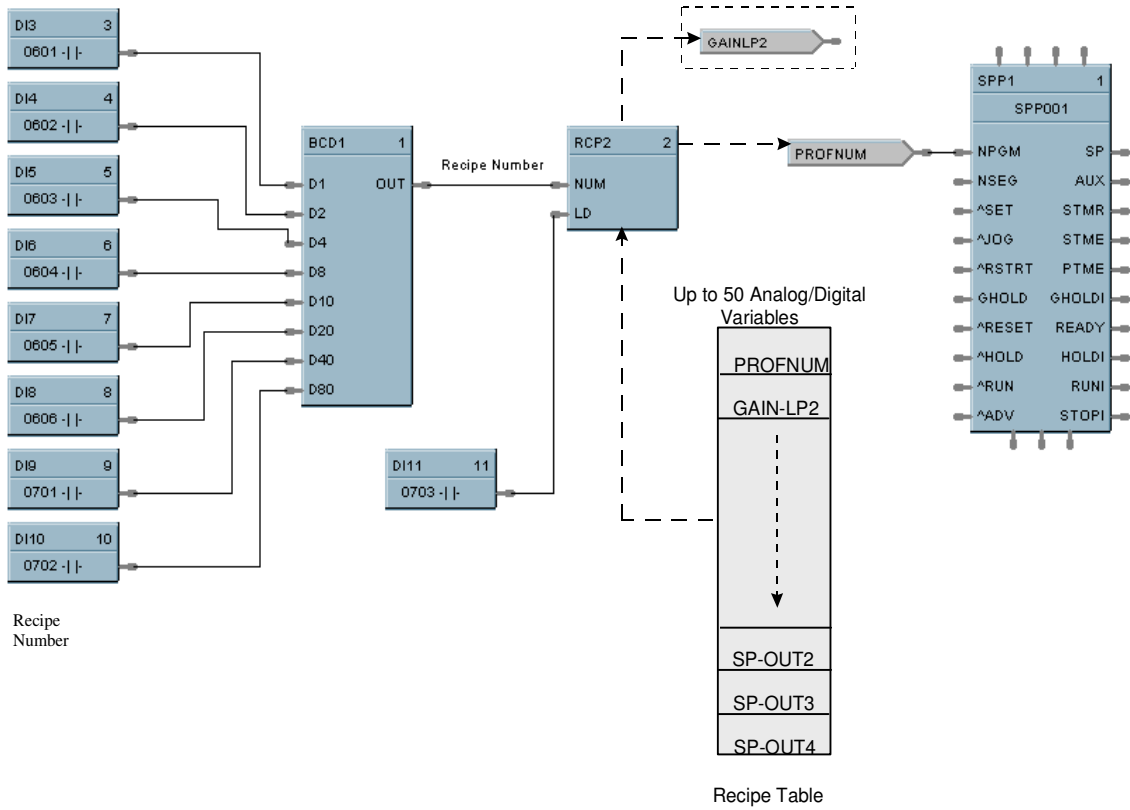 DI3 3
0601 -| |-
DI4 4
0602 -| |-
DI5 5
0603 -| |-
DI6 6
0604 -| |-
DI7 7
0605 -| |-
DI8 8
0606 -| |-
DI9 9
0701 -| |-
DI10 10
0702 -| |-
Recipe
Number
BCD1 1
D1 OUT
D2
D4
D8
D10
D20
D40
D80
Recipe Number
DI11 11
0703 -| |-
RCP2 2
NUM
LD
GAINLP2
PROFNUM
SPP1 1
SPP001
NPGM SP
NSEG AUX
^SET STMR
^JOG STME
^RSTRT PTME
GHOLD GHOLDI
^RESET READY
^HOLD HOLDI
^RUN RUNI
^ADV STOPI
Up to 50 Analog/Digital
Variables
PROFNUM
GAIN-LP2
SP-OUT2
SP-OUT3
SP-OUT4
Recipe Table